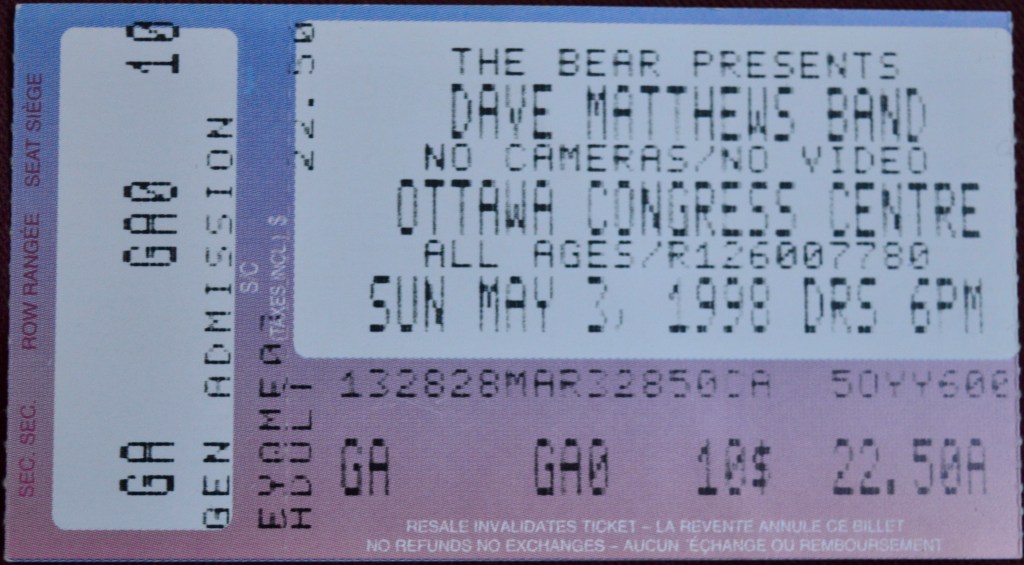 THE BEAR PRESENTS
DAVE MATTHEWS BAND
NO CAMERAS/NO VIDEO
OTTAWA CONGRESS CENTRE
ALL AGES/R126007780
SUN MAY 3, 1998 DRS 6PM
132828MAR32850CA 50YY600
GA GA0 10$ 22.50A
RESALE INVALIDATES TICKET – LA REVENTE ANNULE CE BILLET
NO REFUNDS NO EXCHANGES – AUCUN ÉCHANGE OU REMBOURSEMENT
SEC. SEC. ROW RANGÉE SEAT SIÈGE
GA GA0 10
GEN ADMISSION
S/C
(TAXES INCL) $
22.50